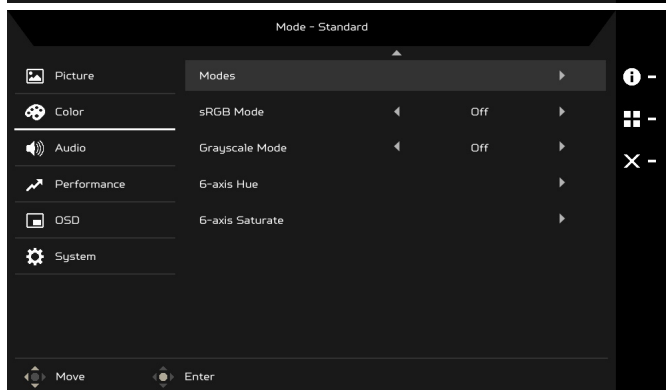 Mode - Standard
Picture
Modes
Color
sRGB Mode
Off
Audio
Grayscale Mode
Off
Performance
6-axis Hue
OSD
6-axis Saturate
System
Move
Enter